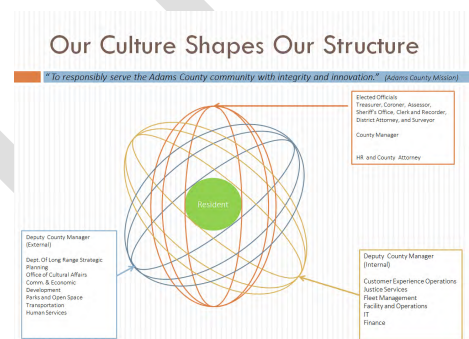 Our Culture Shapes Our Structure
"To responsibly serve the Adams County community with integrity and innovation." (Adams County Mission)
Elected Officials
Treasurer, Coroner, Assessor,
Sheriff's Office, Clerk and Recorder,
District Attorney, and Surveyor
County Manager
HR and County Attorney
Resident
Deputy County Manager
(External)
Dept. Of Long Range Strategic
Planning
Office of Cultural Affairs
Comm. & Economic
Development
Parks and Open Space
Transportation
Human Services
Deputy County Manager
(Internal)
Customer Experience Operations
Justice Services
Fleet Management
Facility and Operations
IT
Finance